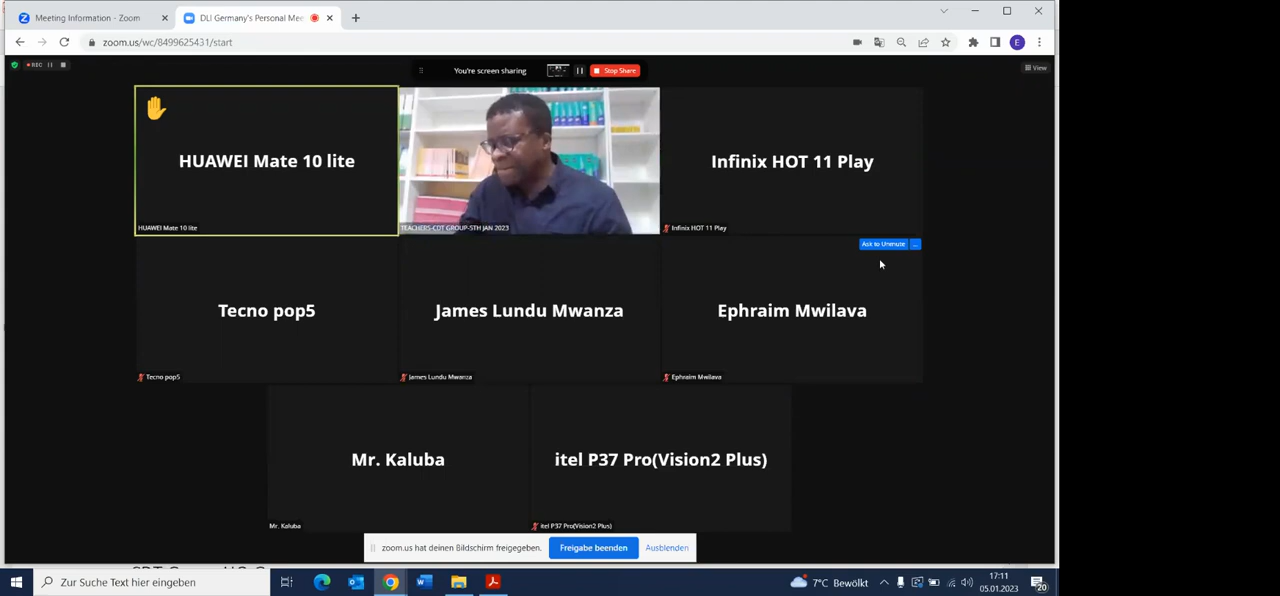 Meeting Information - Zoom
DLI Germany's Personal Mee
zoom.us/wc/8499625431/start
REC
You're screen sharing
Stop Share
View
HUAWEI Mate 10 lite
Infinix HOT 11 Play
HUAWEI Mate 10 lite
TEACHERS-CDT GROUP-5TH JAN 2023
Infinix HOT 11 Play
Ask to Unmute
...
Tecno pop5
James Lundu Mwanza
Ephraim Mwilava
Tecno pop5
James Lundu Mwanza
Ephraim Mwilava
Mr. Kaluba
itel P37 Pro(Vision2 Plus)
Mr. Kaluba
itel P37 Pro(Vision2 Plus)
zoom.us hat deinen Bildschirm freigegeben.
Freigabe beenden
Ausblenden
Zur Suche Text hier eingeben
7°C Bewölkt
17:11
05.01.2023
20